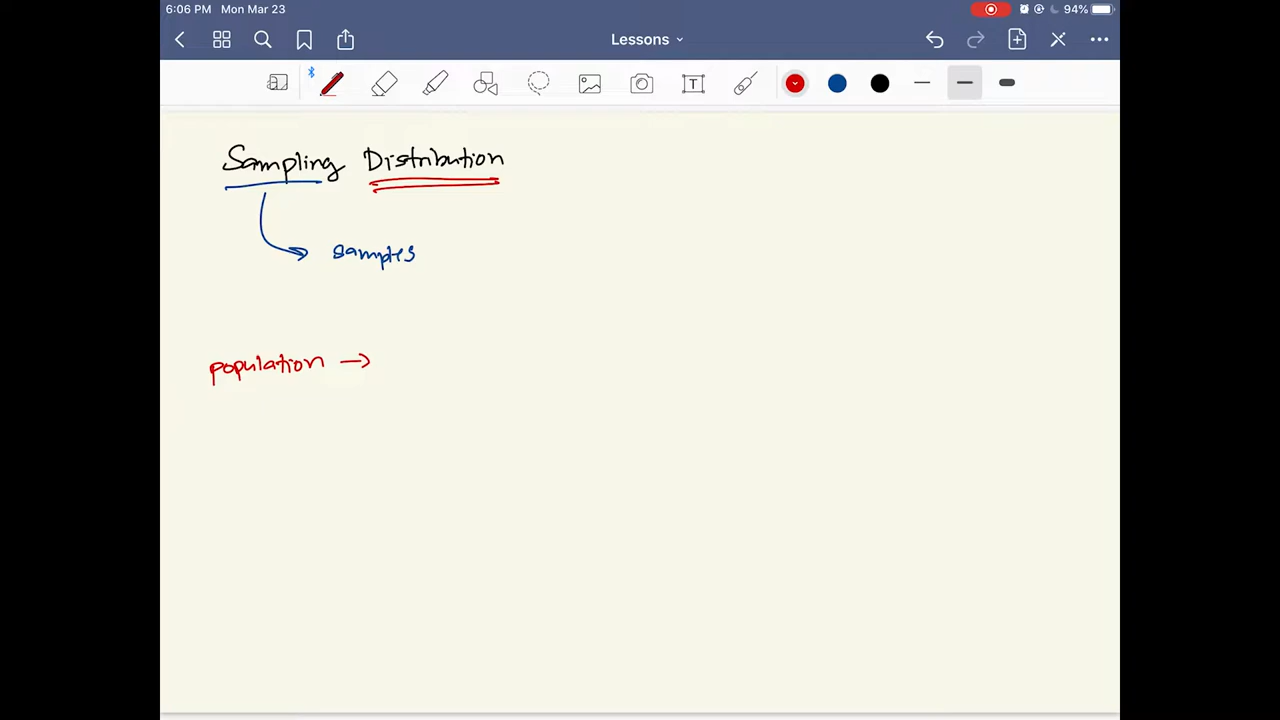 6:06 PM Mon Mar 23 94%
Lessons
T
Sampling Distribution
samples
population →